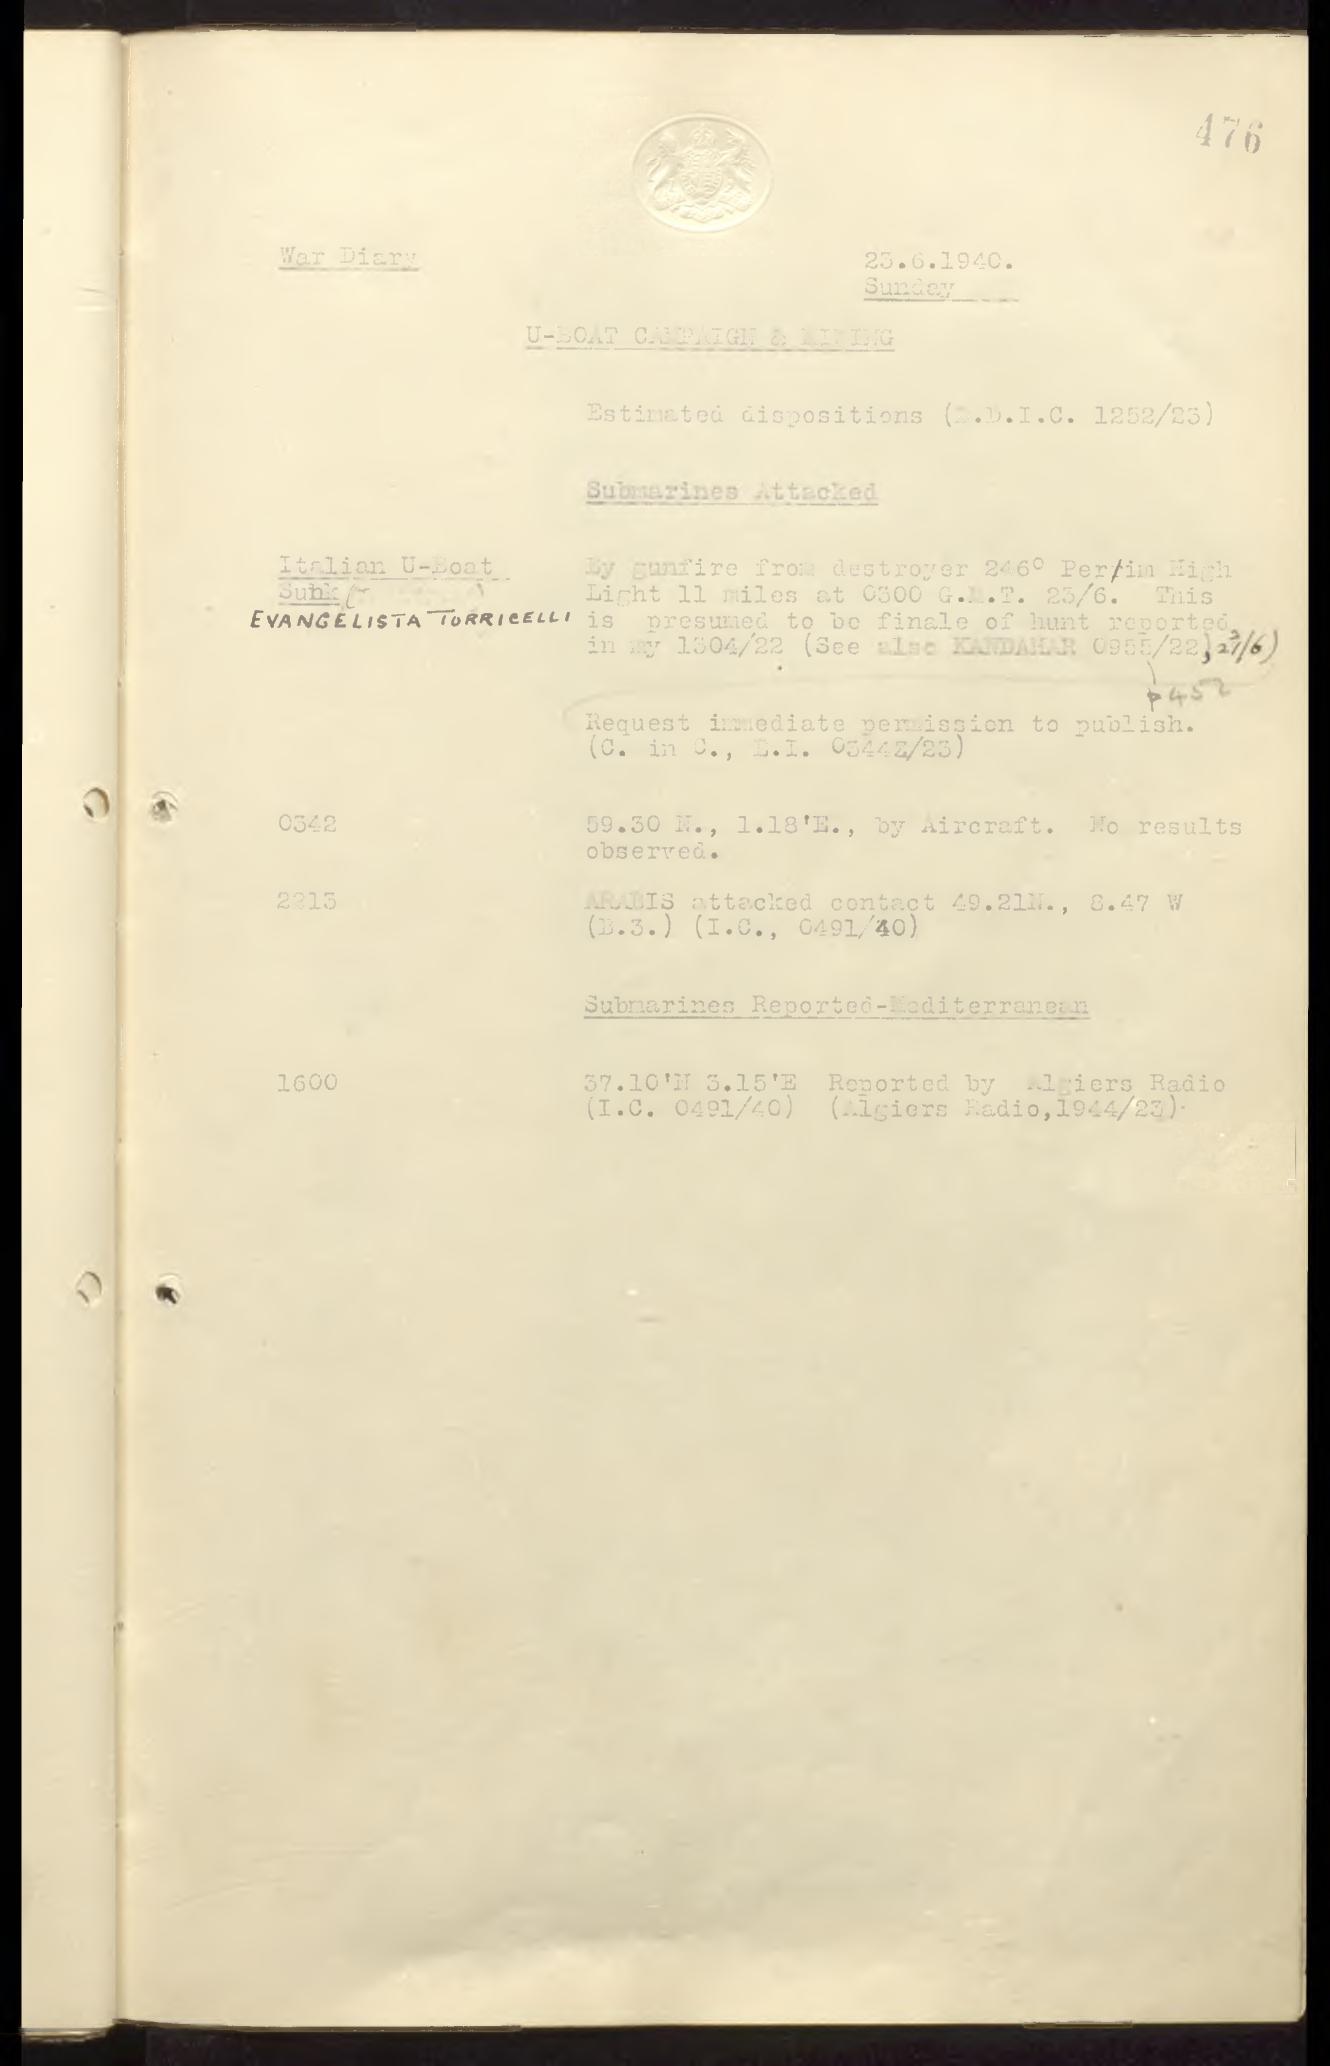 476
War Diary
23.6.1940.
Sunday
U-BOAT CAMPAIGN & MINING
Estimated dispositions (D.D.I.C. 1252/23)
Submarines Attacked
Italian U-Boat
Sunk
EVANGELISTA TORRICELLI
By gunfire from destroyer 246° Per/im High
Light 11 miles at 0300 G.M.T. 23/6. This
is presumed to be finale of hunt reported
in my 1304/22 (See also KANDAHAR 0955/22, 23/6)
p 452
Request immediate permission to publish.
(C. in C., E.I. 0344Z/23)
0342
59.30 N., 1.18'E., by Aircraft. No results
observed.
2213
ARABIS attacked contact 49.21N., 8.47 W
(B.3.) (I.C., 0491/40)
Submarines Reported-Mediterranean
1600
37.10'N 3.15'E Reported by Algiers Radio
(I.C. 0491/40) (Algiers Radio,1944/23).